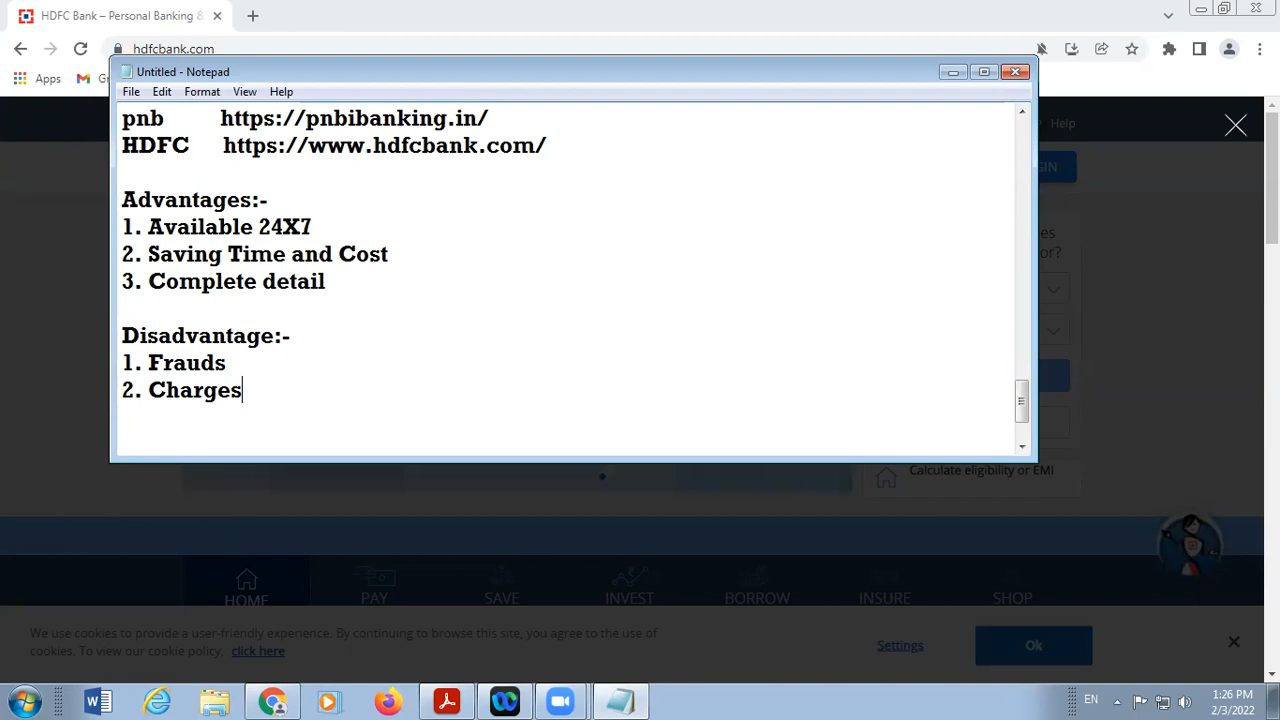 HDFC Bank – Personal Banking &
hdfcbank.com
Apps
Untitled - Notepad
File Edit Format View Help
pnb https://pnbibanking.in/
HDFC https://www.hdfcbank.com/
Help
Advantages:-
1. Available 24X7
2. Saving Time and Cost
3. Complete detail
Disadvantage:-
1. Frauds
2. Charges
Calculate eligibility or EMI
HOME PAY SAVE INVEST BORROW INSURE SHOP
We use cookies to provide a user-friendly experience. By continuing to browse this site, you agree to the use of
cookies. To view our cookie policy, click here
Settings Ok
EN
1:26 PM
2/3/2022